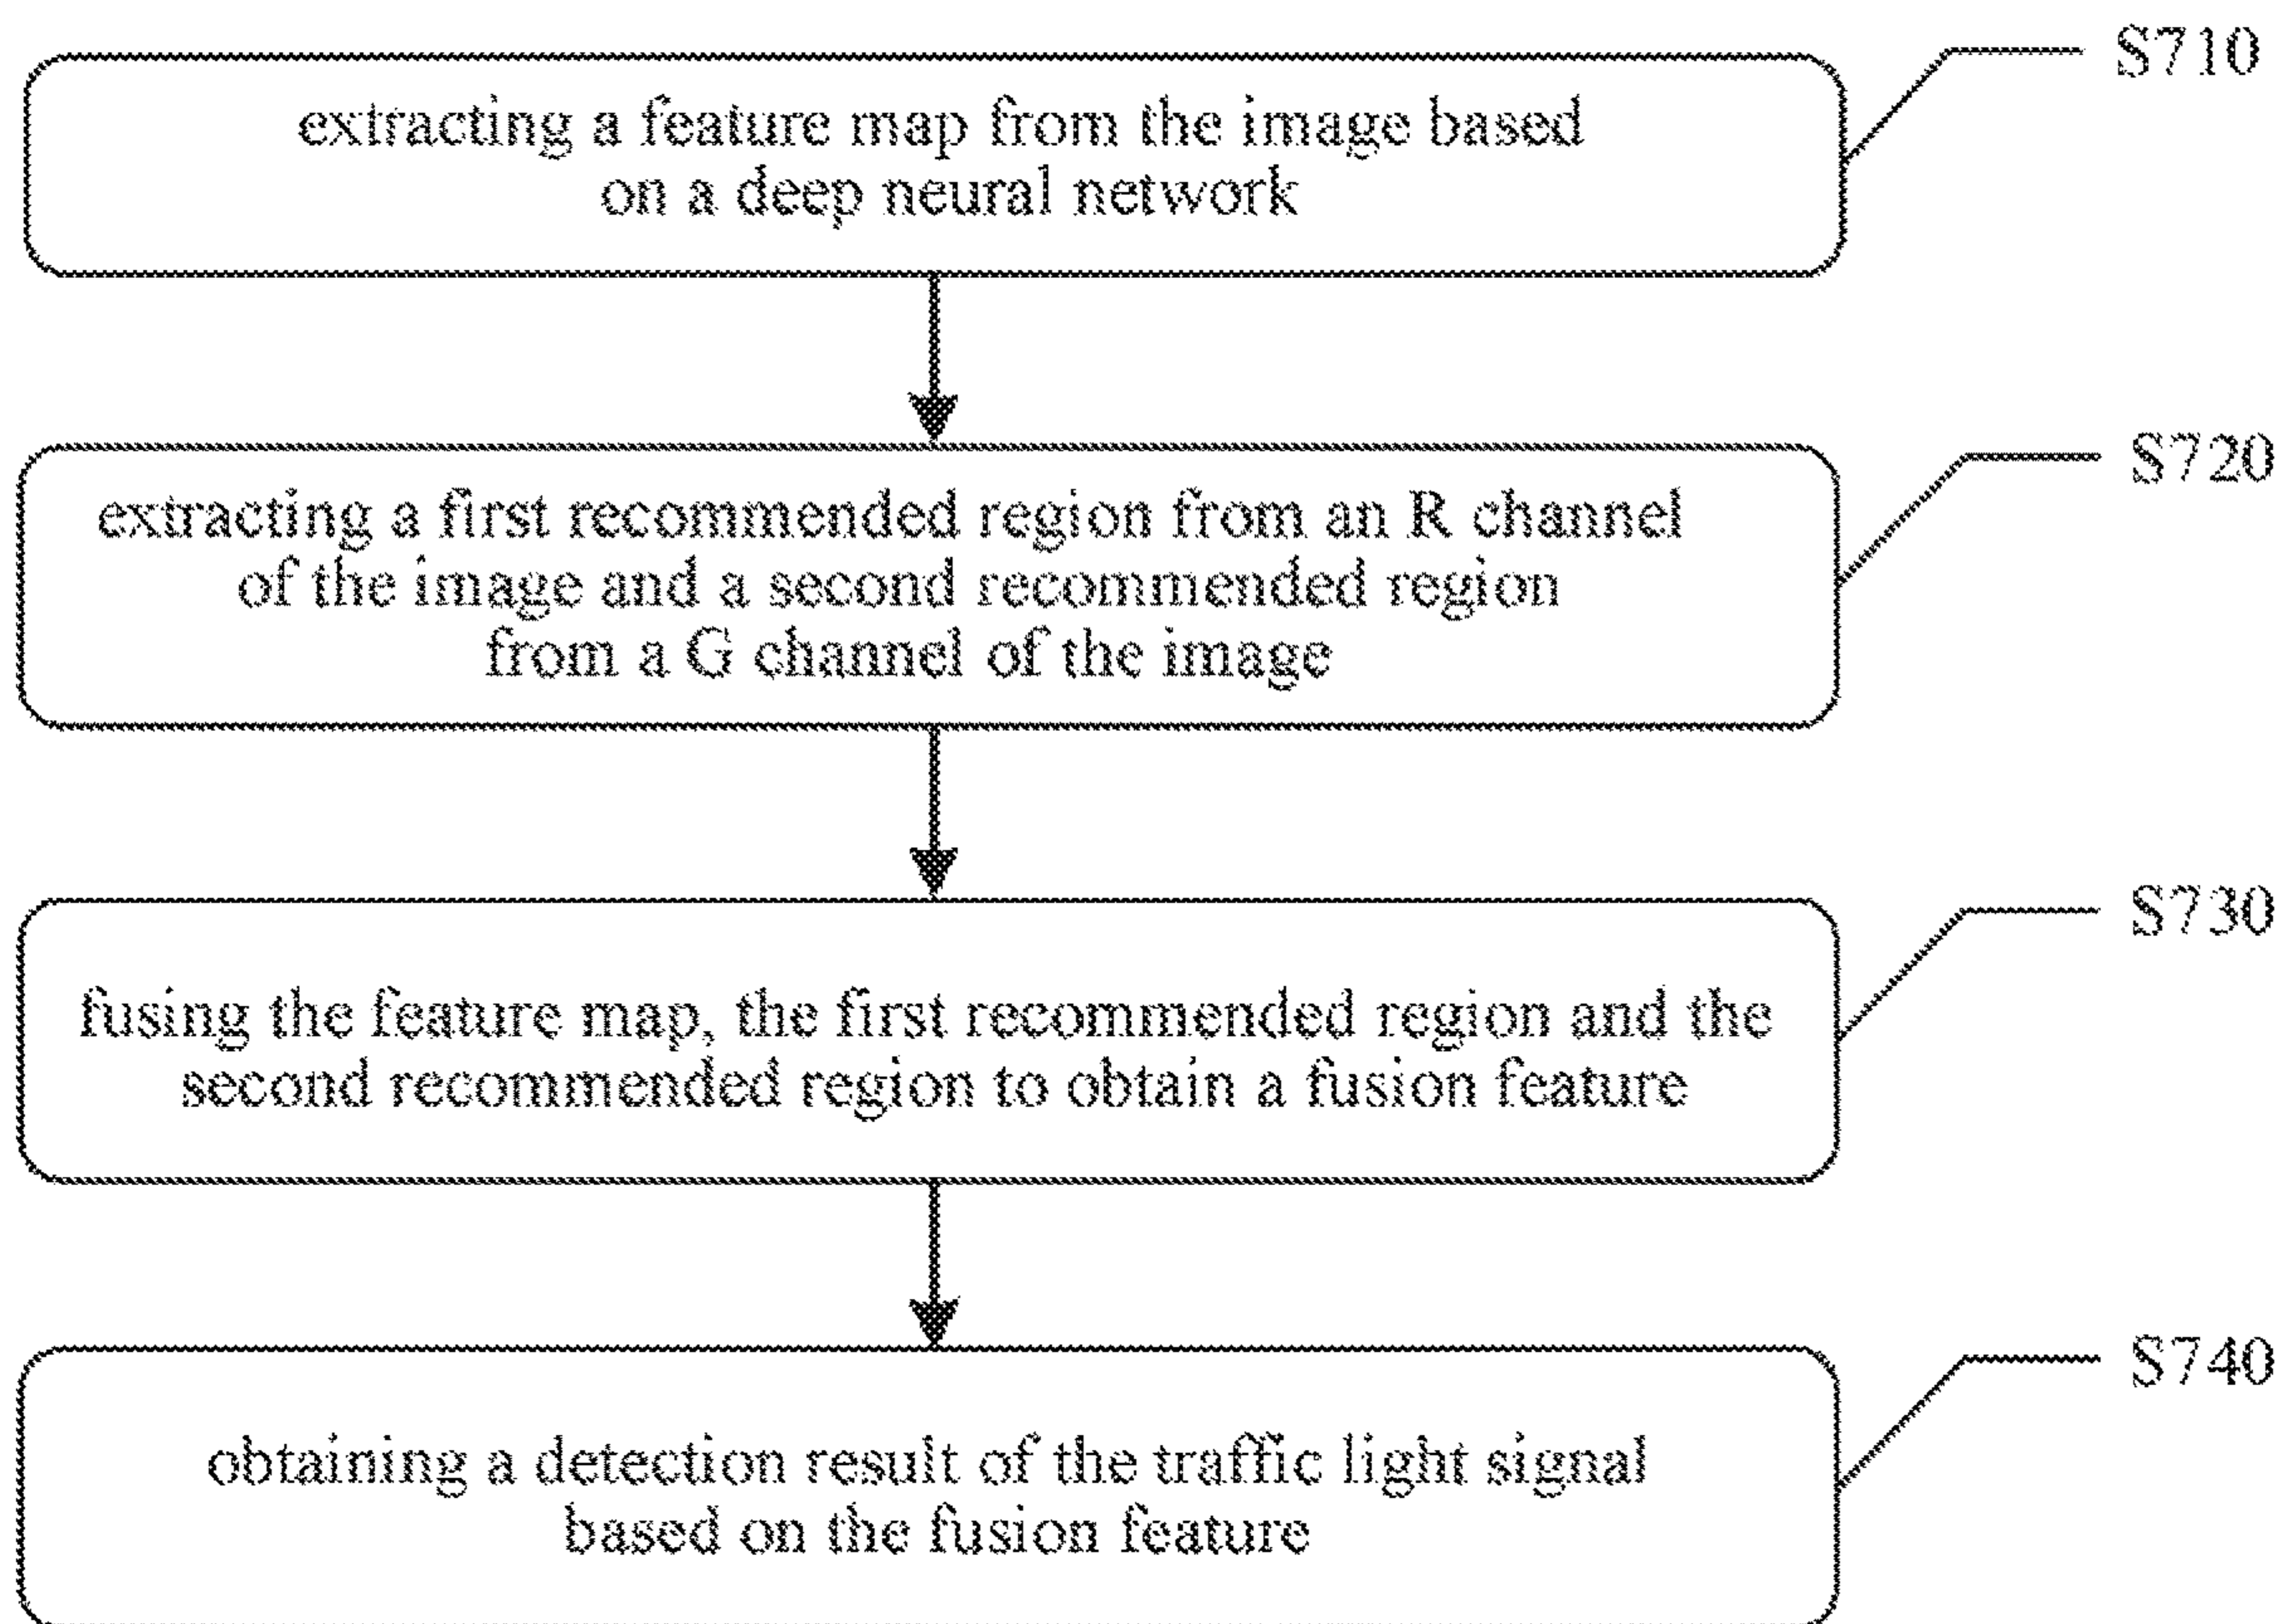 S710
extracting a feature map from the image based
on a deep neural network
S720
extracting a first recommended region from an R channel
of the image and a second recommended region
from a G channel of the image
S730
fusing the feature map, the first recommended region and the
second recommended region to obtain a fusion feature
S740
obtaining a detection result of the traffic light signal
based on the fusion feature